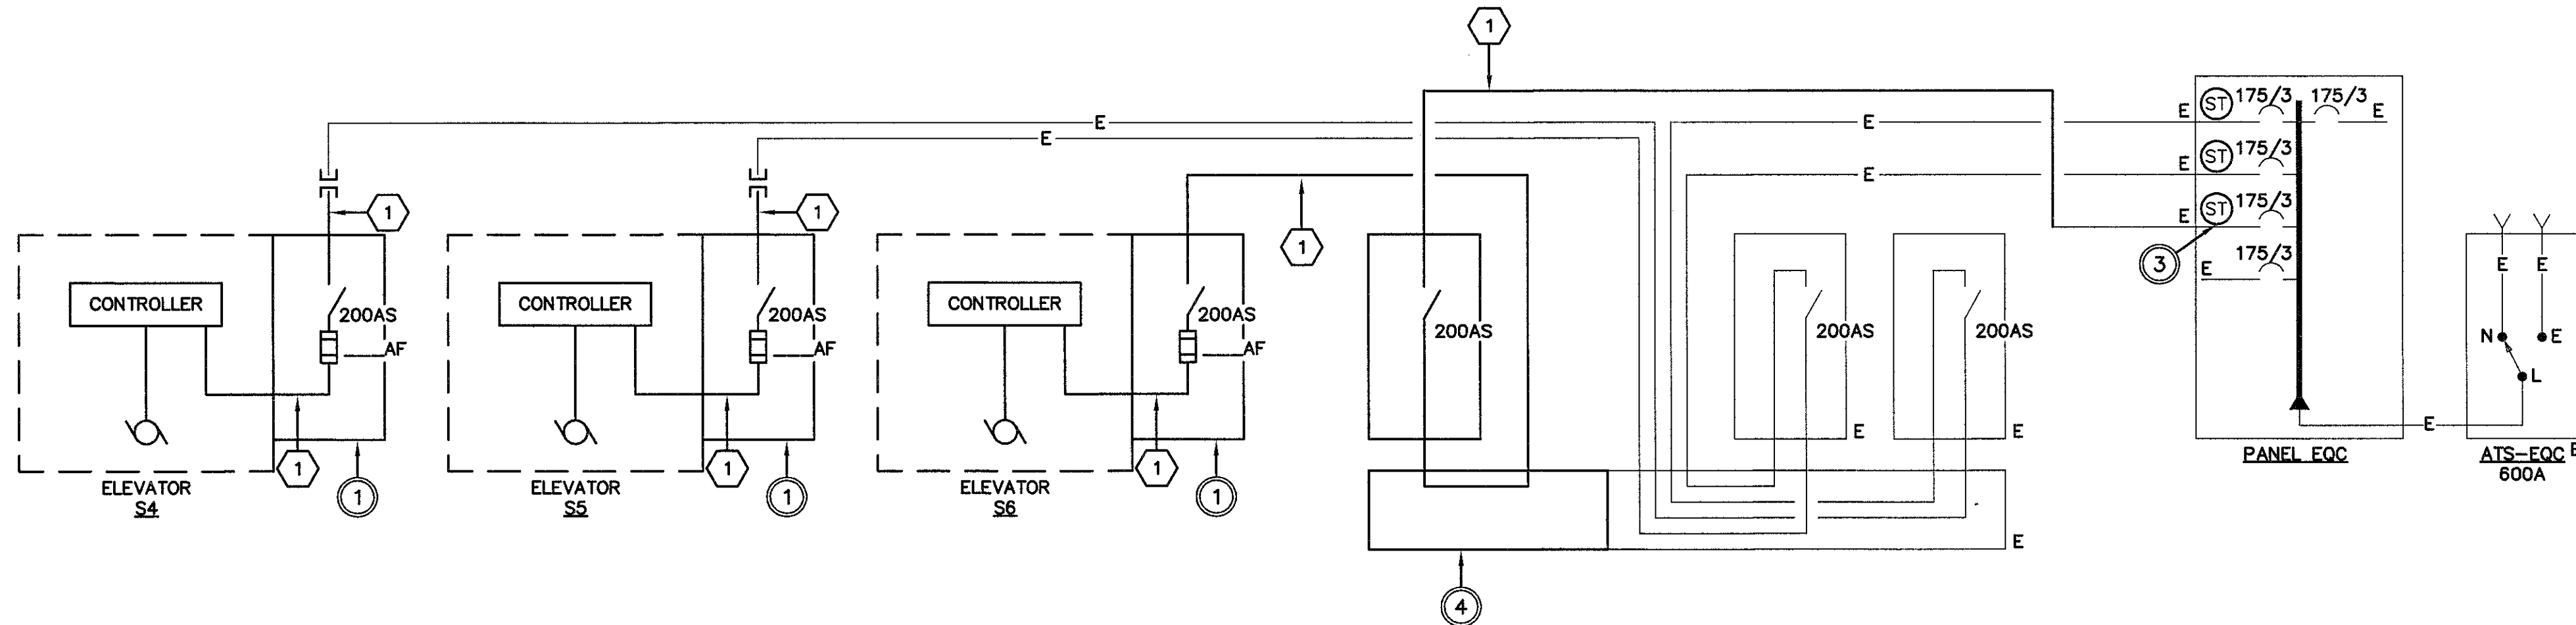 1
E
E
E
E
E
E
E
ST 175/3
175/3
E
ST 175/3
ST 175/3
175/3
E
3
1
1
1
CONTROLLER
200AS
AF
1
1
ELEVATOR
S4
CONTROLLER
200AS
AF
1
1
ELEVATOR
S5
CONTROLLER
200AS
AF
1
1
ELEVATOR
S6
200AS
200AS
E
200AS
E
E
4
E
PANEL EQC
E
E
N
E
L
ATS-EQC
600A
E